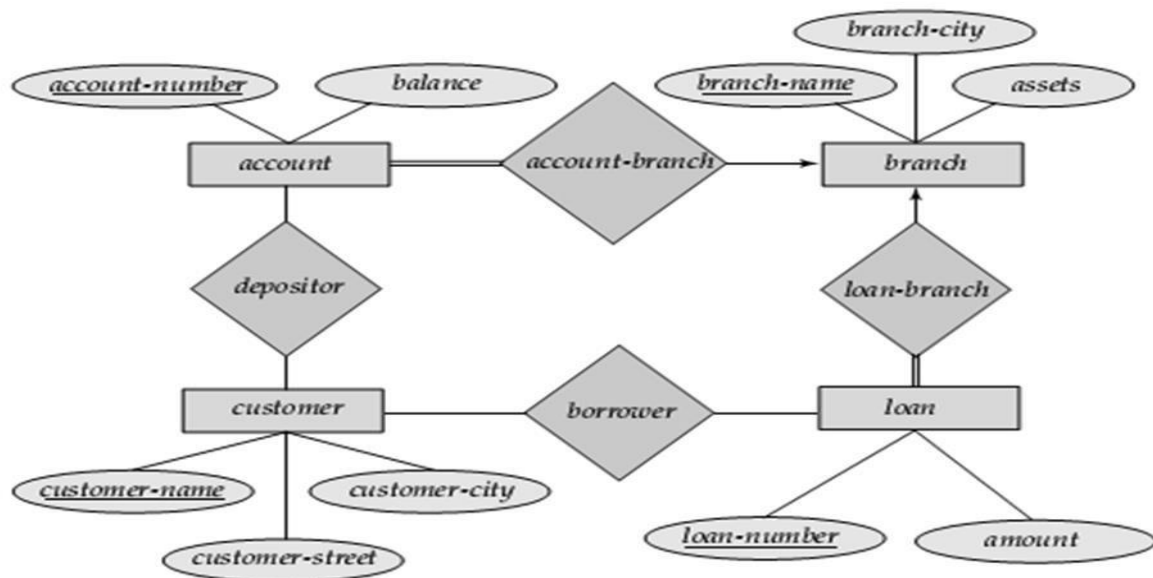 branch-city
account-number
balance
branch-name
assets
account
account-branch
branch
depositor
loan-branch
customer
borrower
loan
customer-name
customer-city
customer-street
loan-number
amount